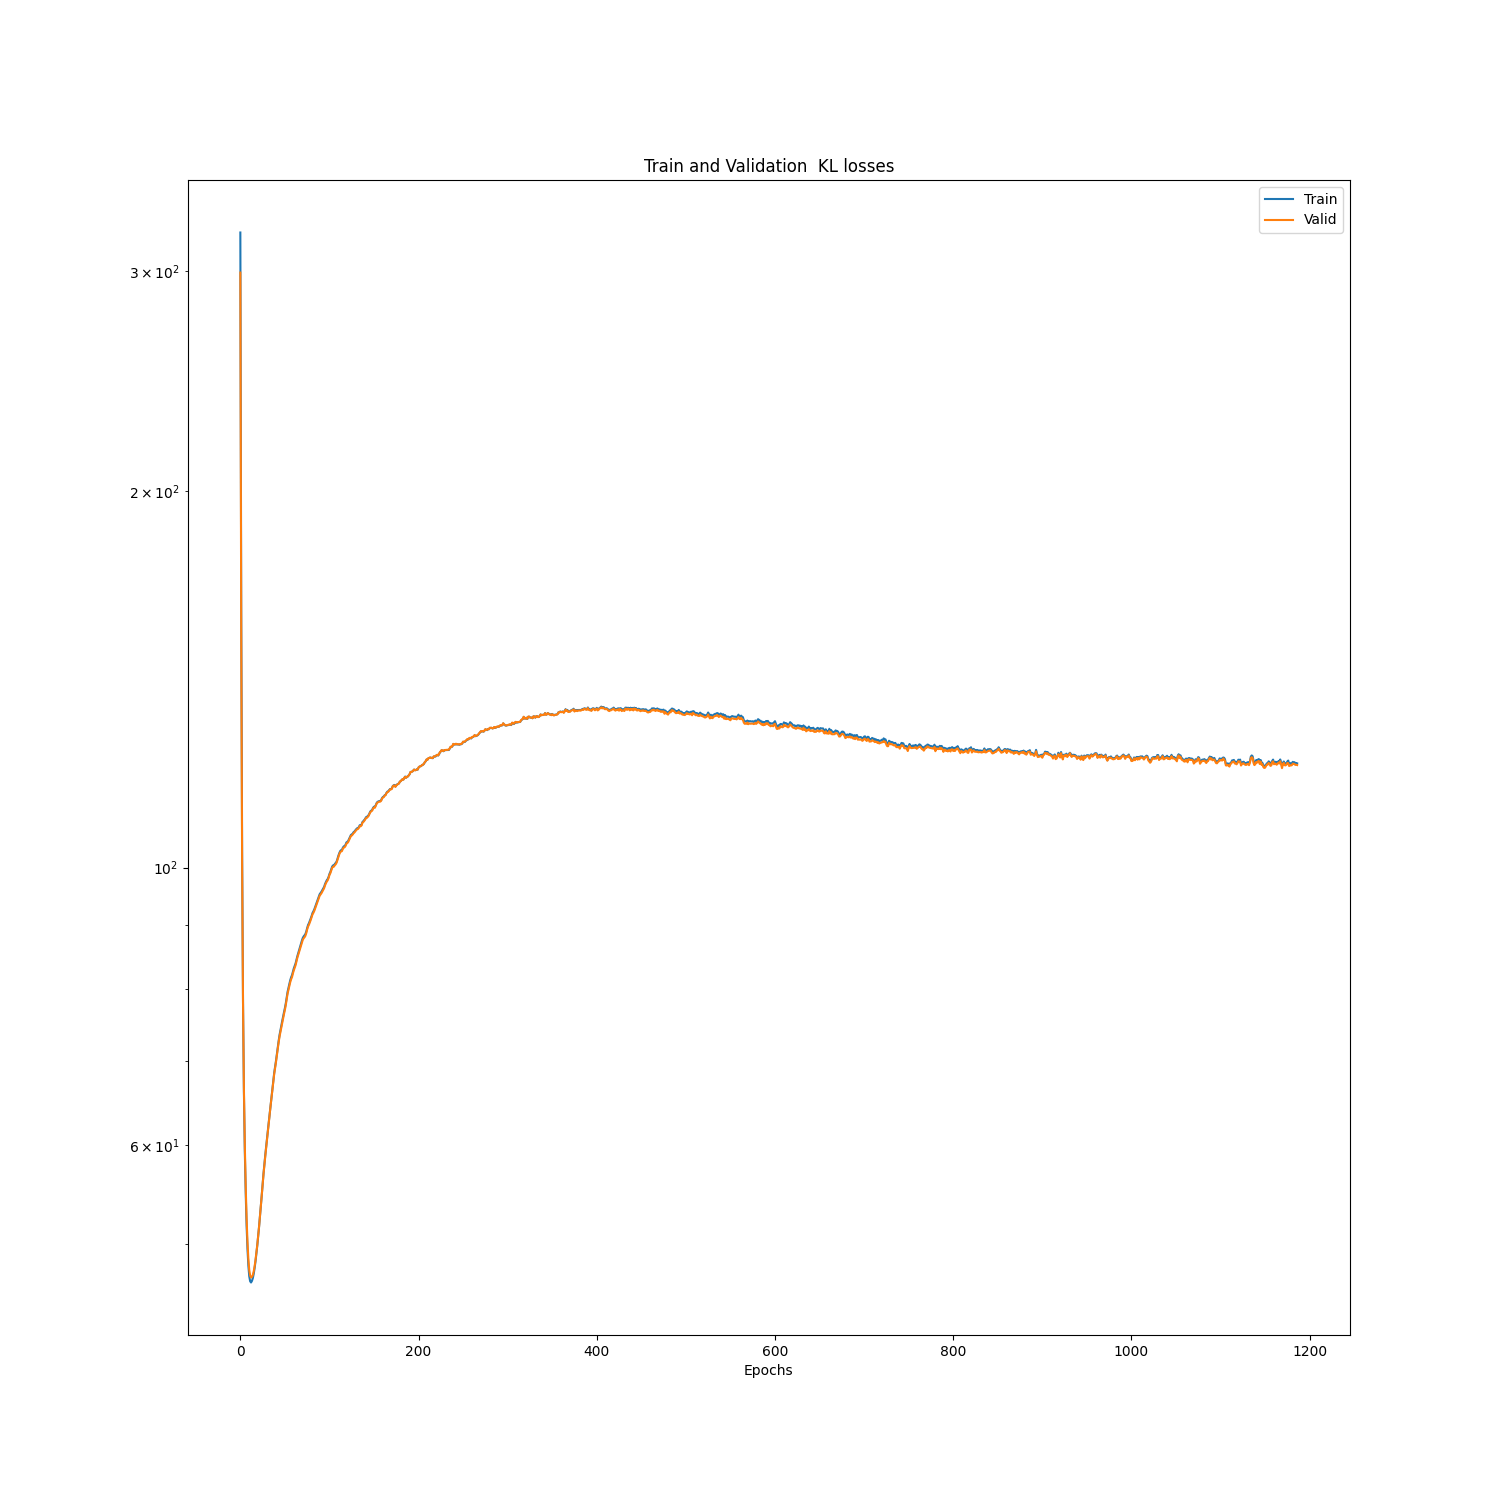 Train and Validation  KL losses
Train
Valid
3 × 10²
2 × 10²
10²
6 × 10¹
0 200 400 600 800 1000 1200
Epochs